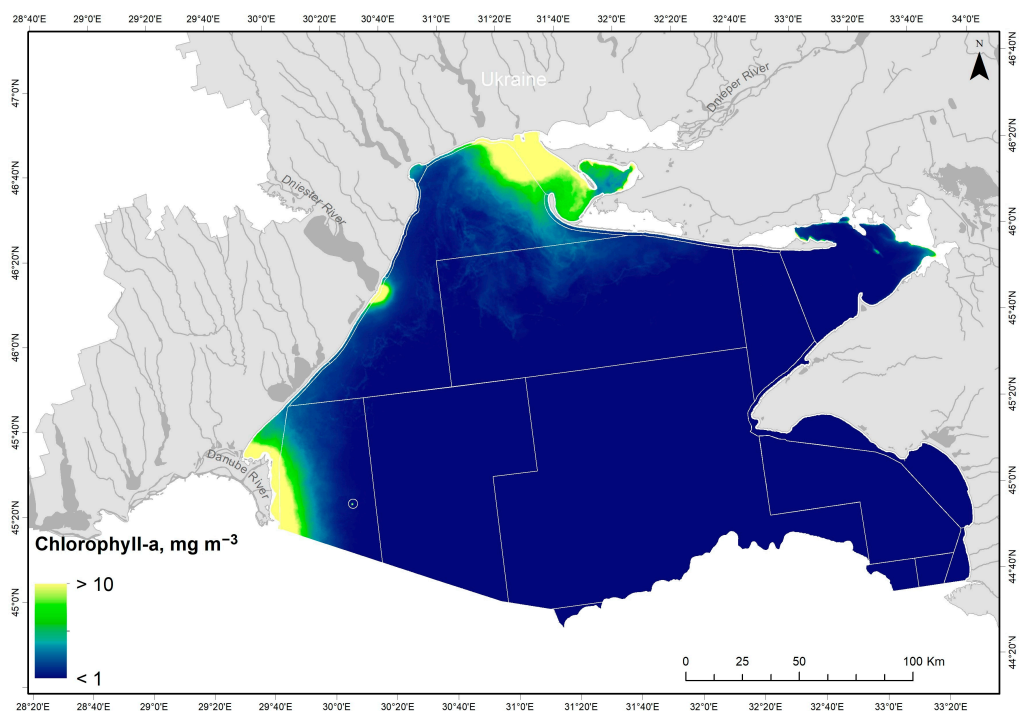 28°40'E 29°0'E 29°20'E 29°40'E 30°0'E 30°20'E 30°40'E 31°0'E 31°20'E 31°40'E 32°0'E 32°20'E 32°40'E 33°0'E 33°20'E 33°40'E 34°0'E
N
46°40'N
47°0'N
Ukraine
Dnieper River
46°20'N
46°40'N
Dniester River
46°0'N
46°20'N
45°40'N
46°0'N
45°20'N
45°40'N
Danube River
45°0'N
45°20'N
Chlorophyll-a, mg m⁻³
> 10
44°40'N
45°0'N
< 1
44°20'N
0 25 50 100 Km
28°20'E 28°40'E 29°0'E 29°20'E 29°40'E 30°0'E 30°20'E 30°40'E 31°0'E 31°20'E 31°40'E 32°0'E 32°20'E 32°40'E 33°0'E 33°20'E